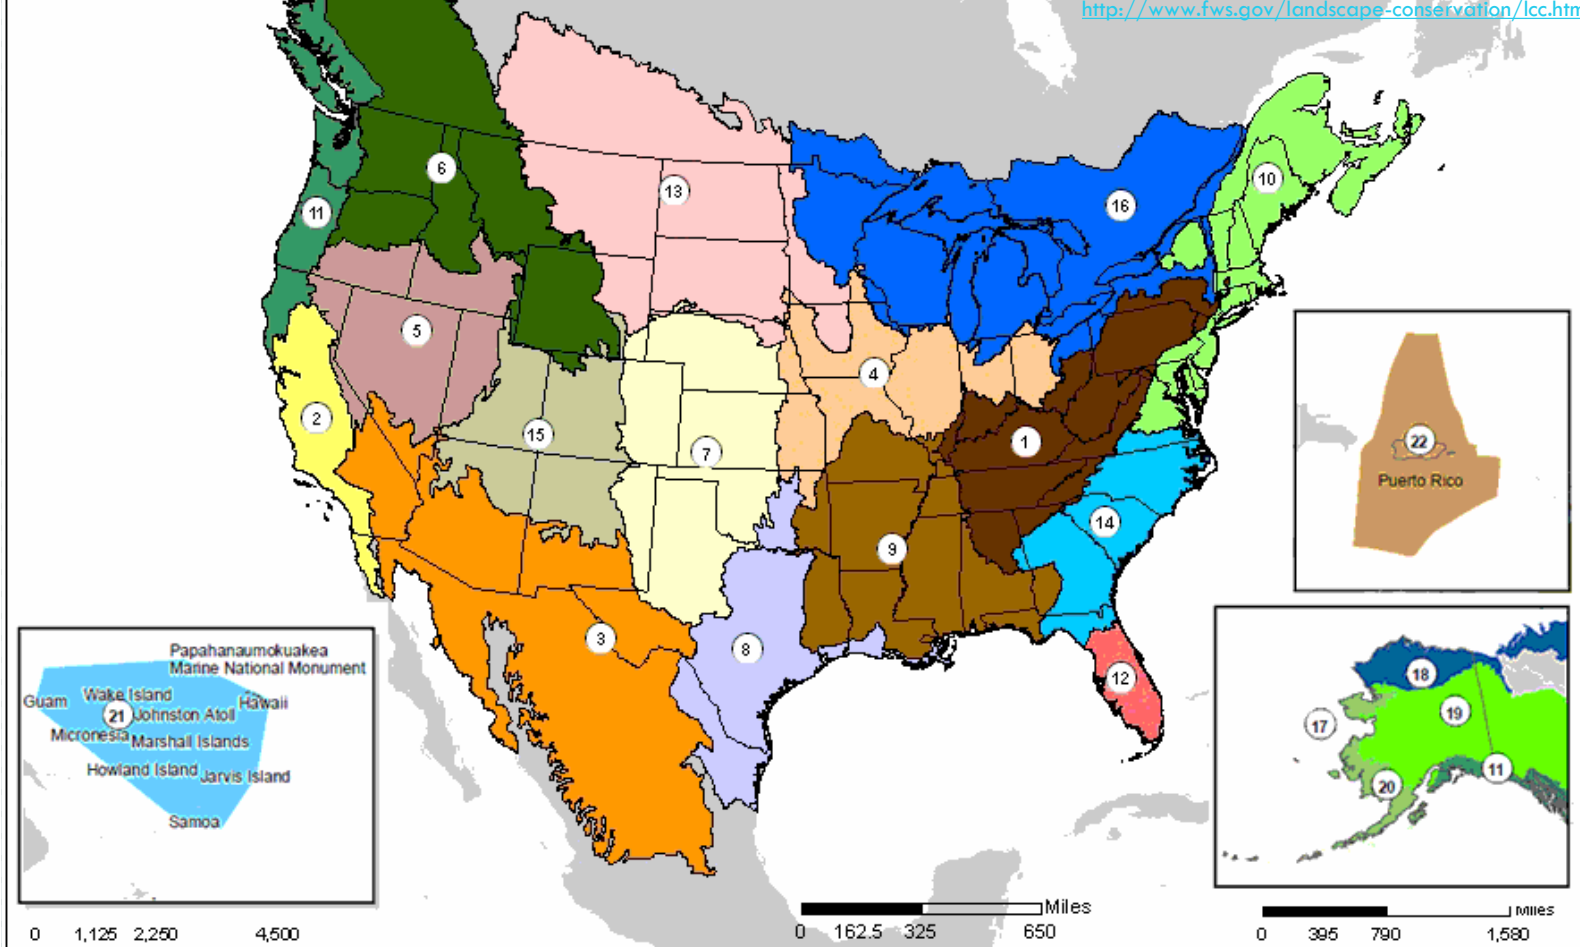 http://www.fws.gov/landscape-conservation/lcc.htm
6
13
10
11
16
5
4
2
15
7
1
22
Puerto Rico
14
9
3
8
12
Papahanaumokuakea
Marine National Monument
Guam
Wake Island
Hawaii
21
Johnston Atoll
Micronesia
Marshall Islands
Howland Island
Jarvis Island
Samoa
18
17
19
11
20
0 1,125 2,250 4,500
Miles
0 162.5 325 650
Miles
0 395 790 1,580